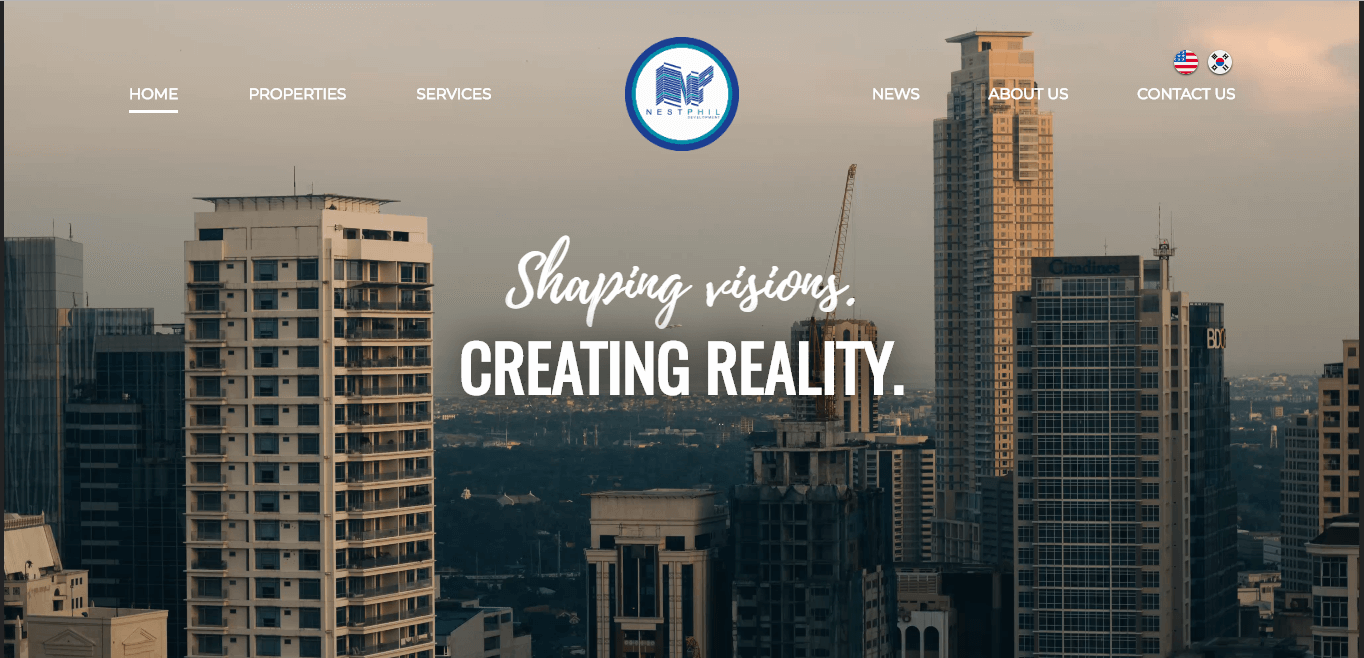 HOME
PROPERTIES
SERVICES
NESTPHIL
DEVELOPMENT
NEWS
ABOUT US
CONTACT US
Shaping visions.
CREATING REALITY.
Citadines
BDO